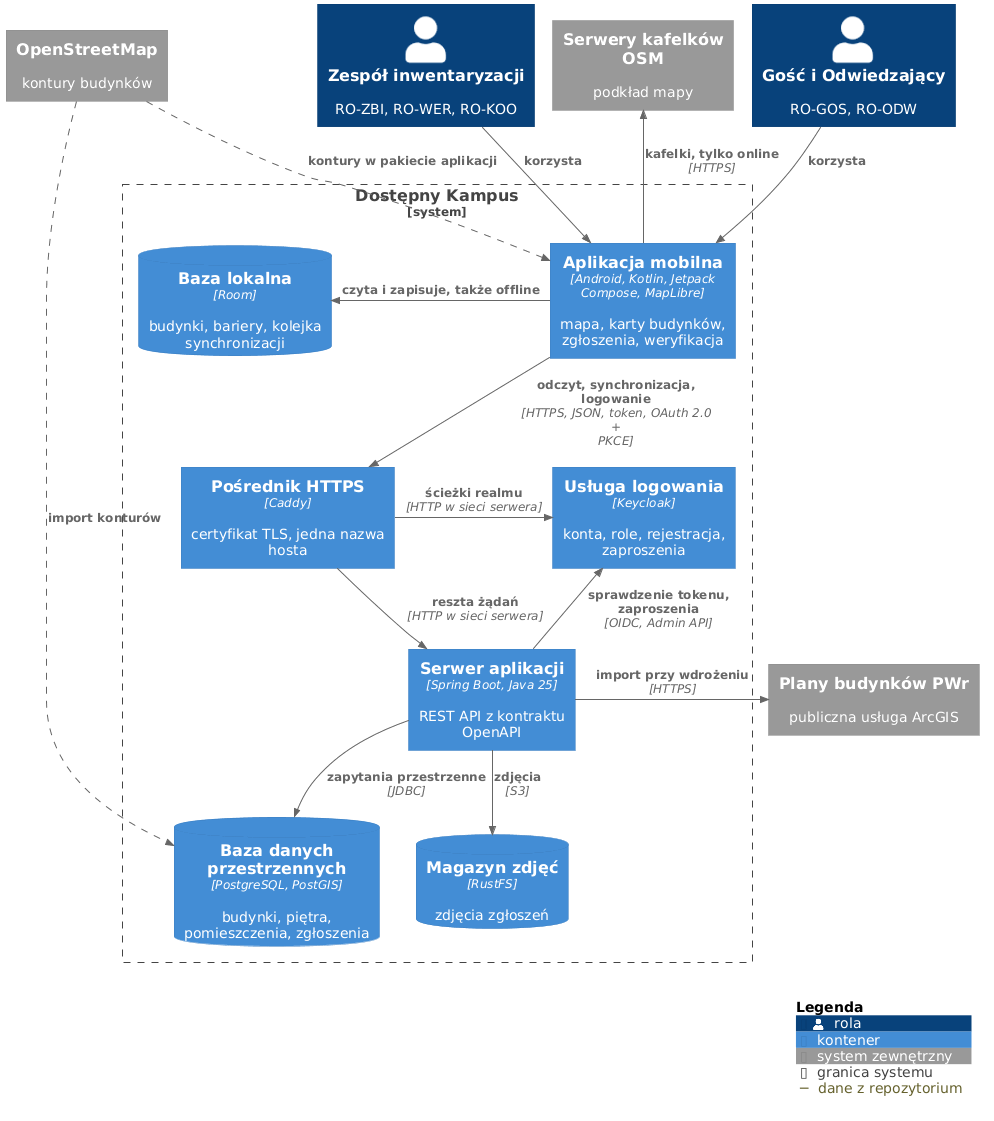 OpenStreetMap
kontury budynków
Zespół inwentaryzacji
RO-ZBI, RO-WER, RO-KOO
Serwery kafelków
OSM
podkład mapy
Gość i Odwiedzający
RO-GOS, RO-ODW
kontury w pakiecie aplikacji
korzysta
kafelki, tylko online
[HTTPS]
korzysta
Dostępny Kampus
[system]
Baza lokalna
[Room]
budynki, bariery, kolejka
synchronizacji
czyta i zapisuje, także offline
Aplikacja mobilna
[Android, Kotlin, Jetpack
Compose, MapLibre]
mapa, karty budynków,
zgłoszenia, weryfikacja
odczyt, synchronizacja,
logowanie
[HTTPS, JSON, token, OAuth 2.0
+
PKCE]
Pośrednik HTTPS
[Caddy]
certyfikat TLS, jedna nazwa
hosta
ścieżki realmu
[HTTP w sieci serwera]
Usługa logowania
[Keycloak]
konta, role, rejestracja,
zaproszenia
import konturów
reszta żądań
[HTTP w sieci serwera]
sprawdzenie tokenu,
zaproszenia
[OIDC, Admin API]
Serwer aplikacji
[Spring Boot, Java 25]
REST API z kontraktu
OpenAPI
import przy wdrożeniu
[HTTPS]
Plany budynków PWr
publiczna usługa ArcGIS
zapytania przestrzenne
[JDBC]
zdjęcia
[S3]
Baza danych
przestrzennych
[PostgreSQL, PostGIS]
budynki, piętra,
pomieszczenia, zgłoszenia
Magazyn zdjęć
[RustFS]
zdjęcia zgłoszeń
Legenda
rola
kontener
system zewnętrzny
granica systemu
dane z repozytorium